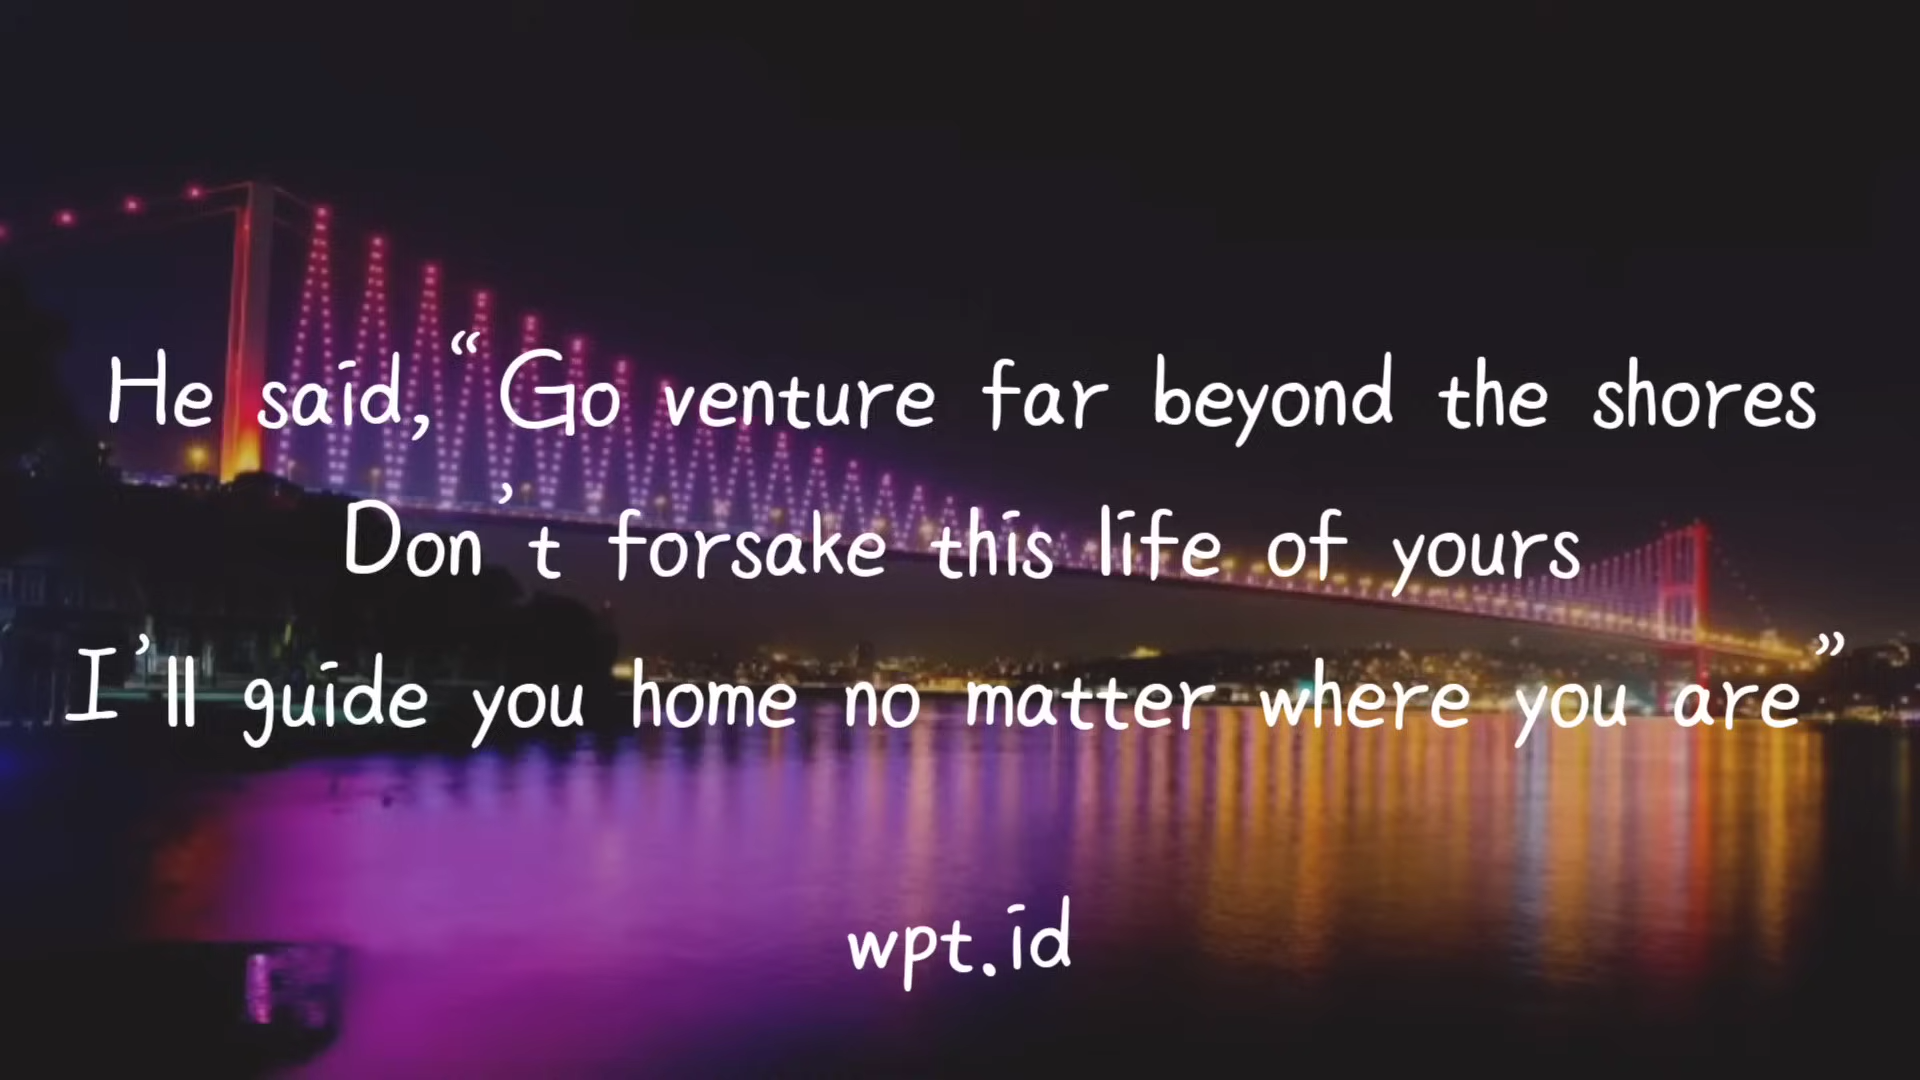 He said, “Go venture far beyond the shores
Don’t forsake this life of yours
I’ll guide you home no matter where you are”
wpt.id